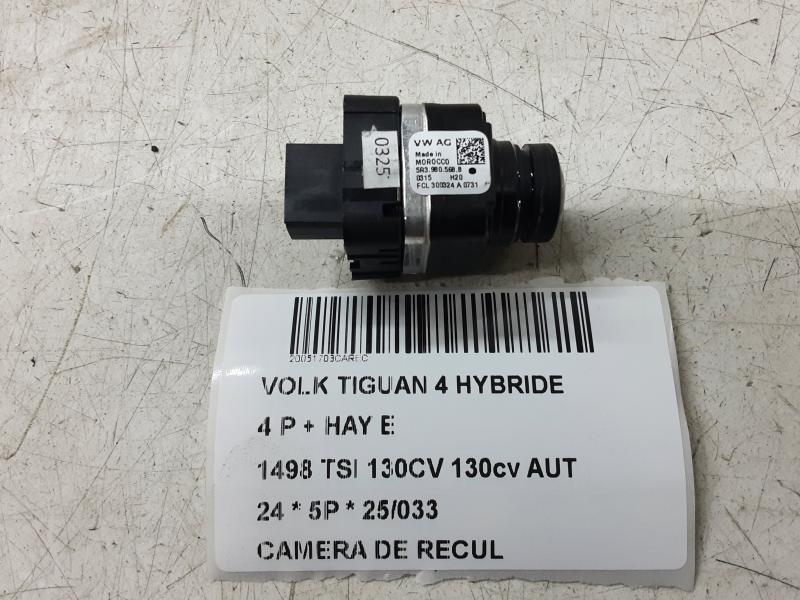 0325
VW AG
Made in
MOROCCO
5R3.980.568.B
0315 H20
FCL 300324 A 0731
20051703CAREC
VOLK TIGUAN 4 HYBRIDE
4 P + HAY E
1498 TSI 130CV 130cv AUT
24 * 5P * 25/033
CAMERA DE RECUL